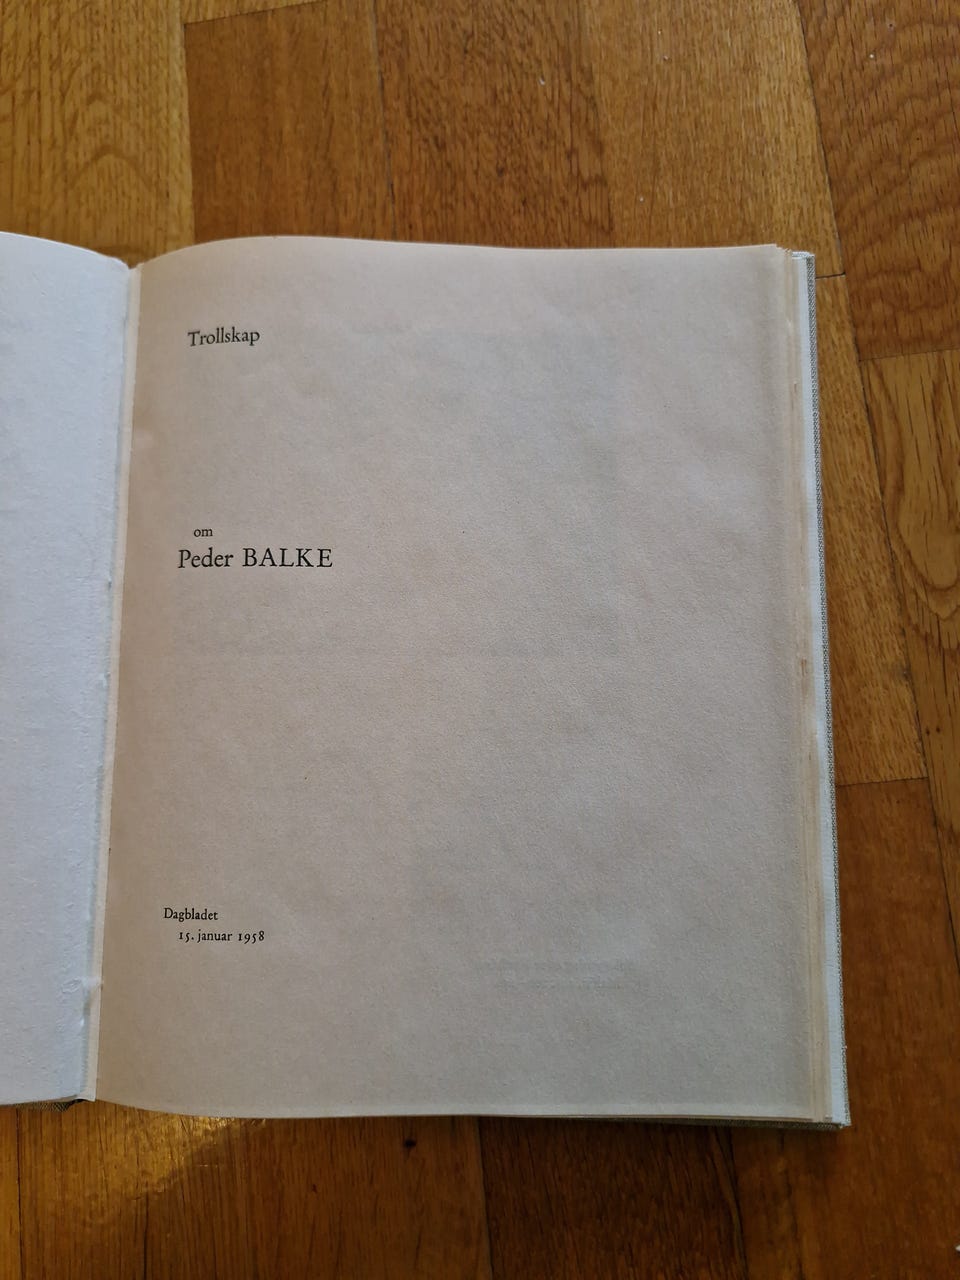 Trollskap
om
Peder BALKE
Dagbladet
15. januar 1958